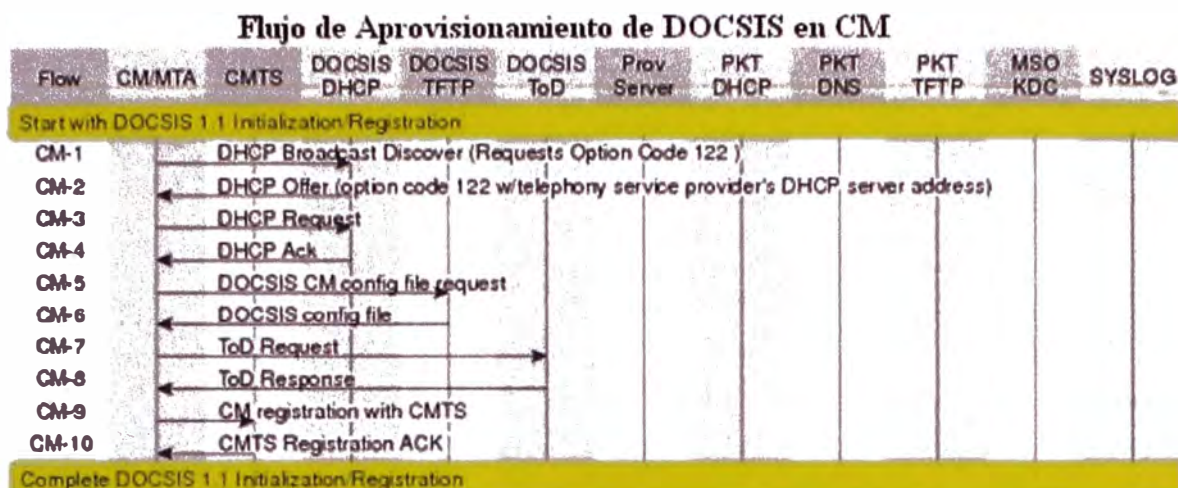 Flujo de Aprovisionamiento de DOCSIS en CM
Flow CM/MTA CMTS DOCSIS DHCP DOCSIS TFTP DOCSIS ToD Prov Server PKT DHCP PKT DNS PKT TFTP MSO KDC SYSLOG
Start with DOCSIS 1.1 Initialization/Registration
CM-1 DHCP Broadcast Discover (Requests Option Code 122 )
CM-2 DHCP Offer (option code 122 w/telephony service provider's DHCP server address)
CM-3 DHCP Request
CM-4 DHCP Ack
CM-5 DOCSIS CM config file request
CM-6 DOCSIS config file
CM-7 ToD Request
CM-8 ToD Response
CM-9 CM registration with CMTS
CM-10 CMTS Registration ACK
Complete DOCSIS 1.1 Initialization/Registration